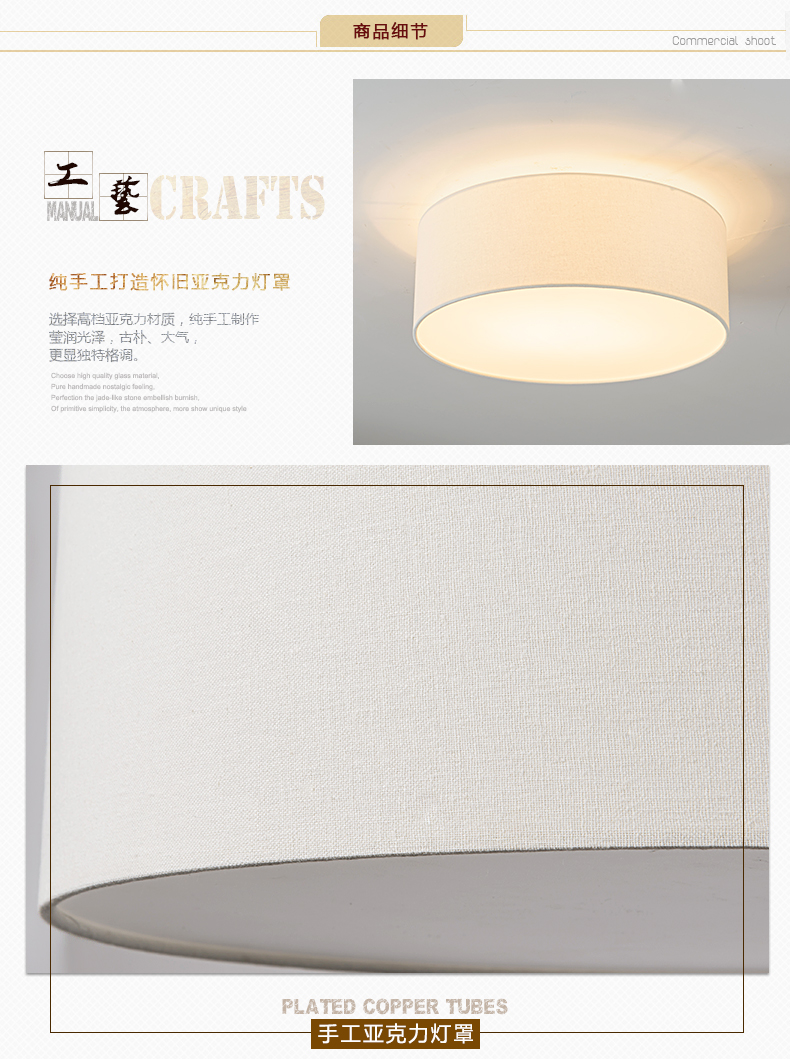 商品细节
Commercial shoot
工艺
MANUAL
CRAFTS
纯手工打造怀旧亚克力灯罩
选择高档亚克力材质，纯手工制作
莹润光泽，古朴、大气，
更显独特格调。
Choose high quality glass material,
Pure handmade nostalgic feeling,
Perfection the jade-like stone embellish burnish,
Of primitive simplicity, the atmosphere, more show unique style
PLATED COPPER TUBES
手工亚克力灯罩